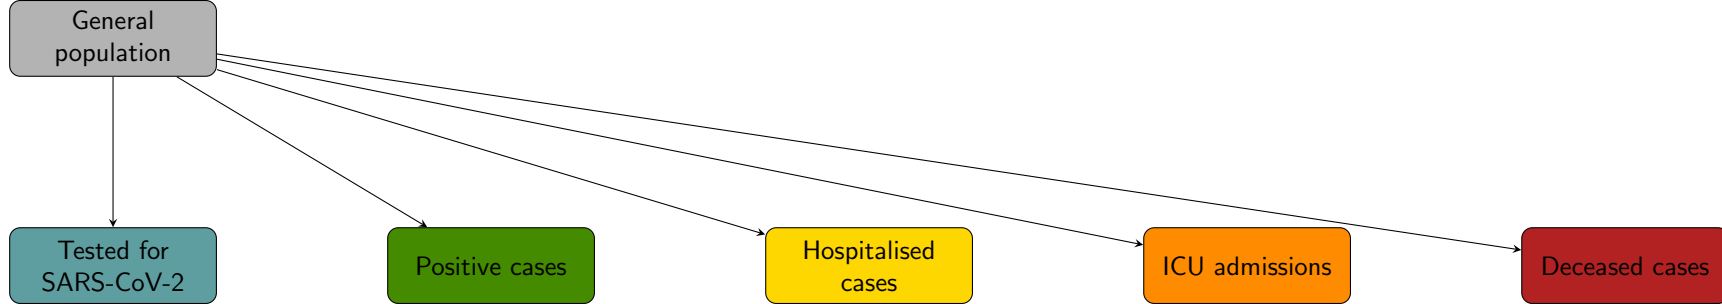 General
population
Tested for
SARS-CoV-2
Positive cases
Hospitalised
cases
ICU admissions
Deceased cases